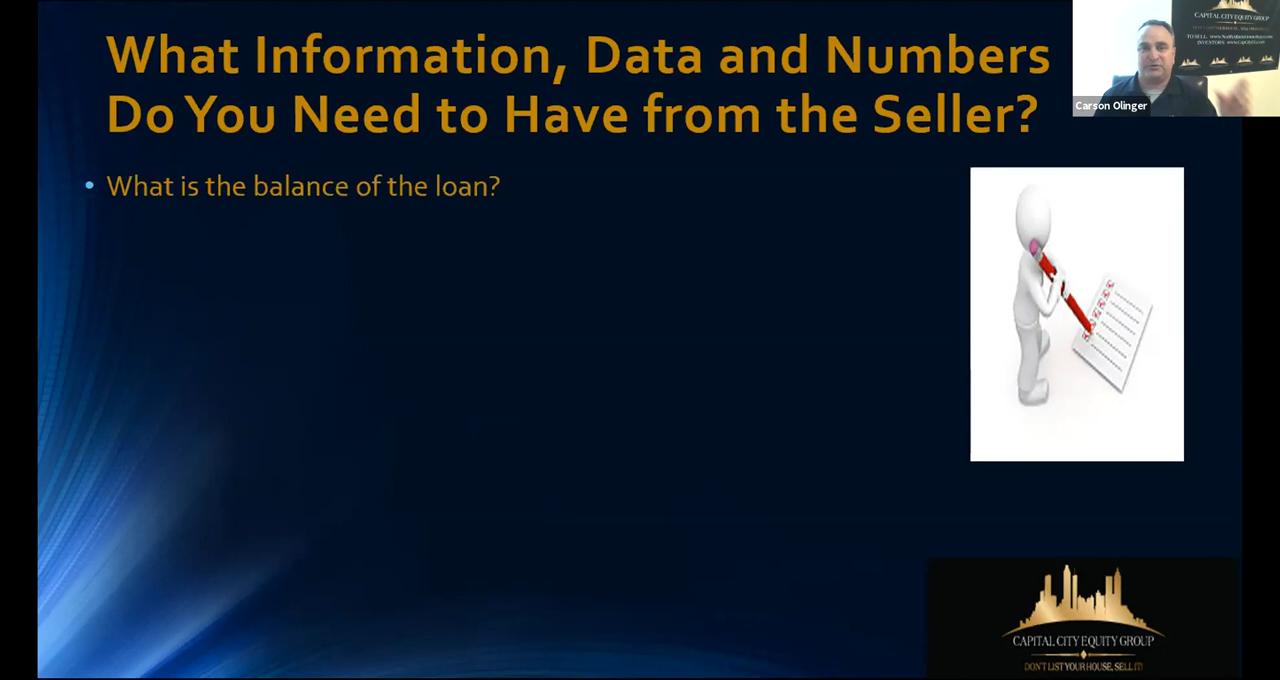 What Information, Data and Numbers
Do You Need to Have from the Seller?
• What is the balance of the loan?
CAPITAL CITY EQUITY GROUP
Carson Olinger
CAPITAL CITY EQUITY GROUP
DON'T LIST YOUR HOUSE, SELL IT!